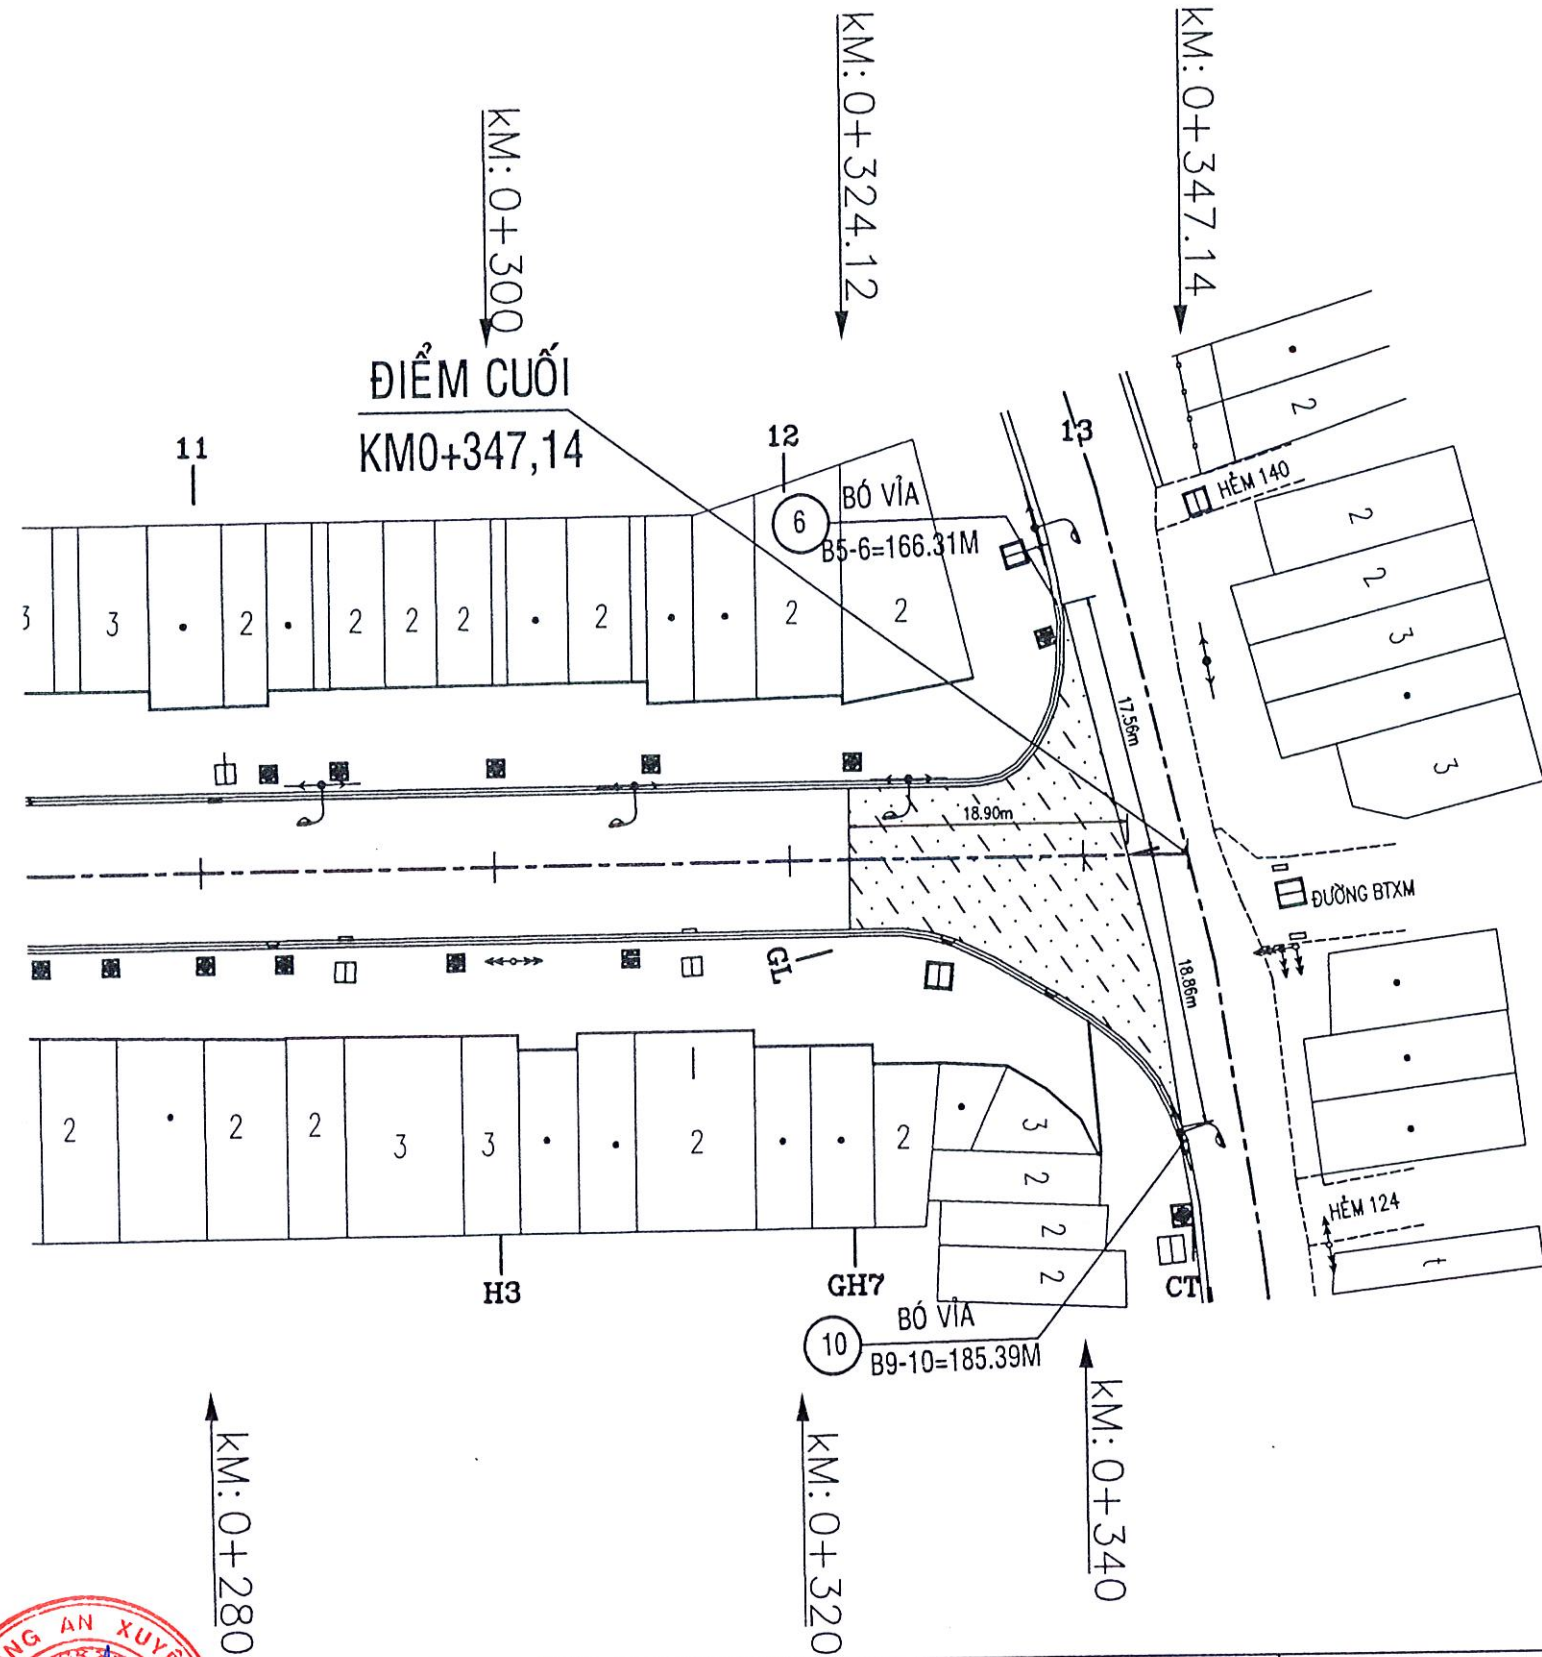 KM: 0+300
KM: 0+324.12
KM: 0+347.14
ĐIỂM CUỐI
KM0+347,14
11
12
13
6
BÓ VỈA
B5-6=166.31M
HẺM 140
2
2
2
3
3
3
3
2
2
2
2
2
2
2
17.56m
18.90m
18.86m
ĐƯỜNG BTXM
GL
2
2
2
3
3
2
2
3
2
2
2
HẺM 124
t
H3
GH7
CT
10
BÓ VỈA
B9-10=185.39M
KM: 0+280
KM: 0+320
KM: 0+340
NG AN XUYÊ